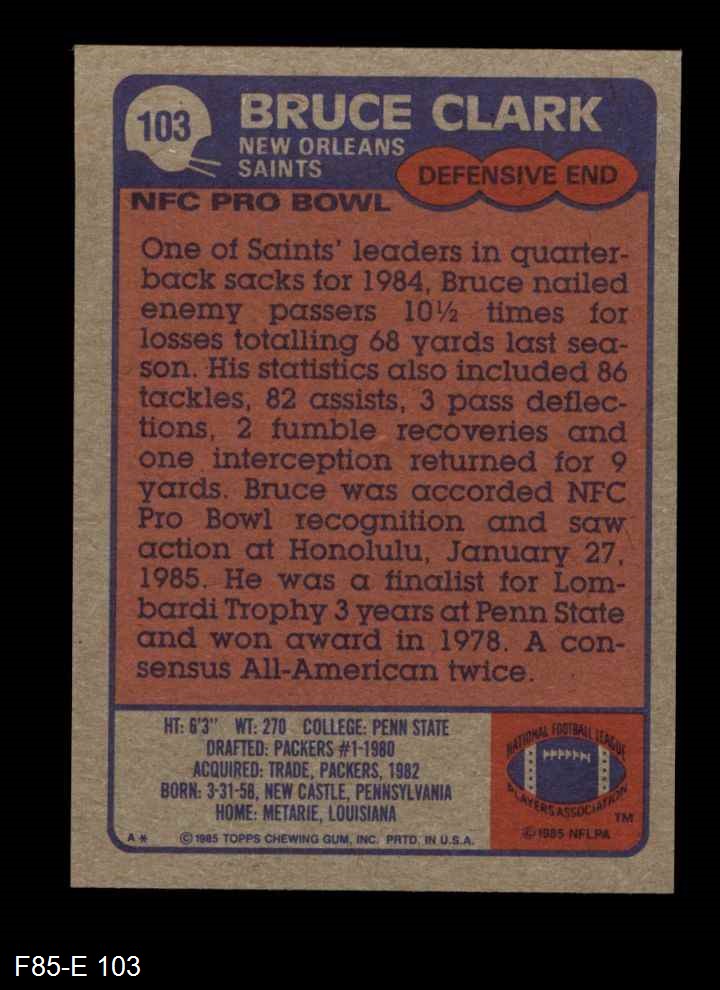 103
BRUCE CLARK
NEW ORLEANS
SAINTS
DEFENSIVE END
NFC PRO BOWL
One of Saints' leaders in quarter-
back sacks for 1984, Bruce nailed
enemy passers 10½ times for
losses totalling 68 yards last sea-
son. His statistics also included 86
tackles, 82 assists, 3 pass deflec-
tions, 2 fumble recoveries and
one interception returned for 9
yards. Bruce was accorded NFC
Pro Bowl recognition and saw
action at Honolulu, January 27,
1985. He was a finalist for Lom-
bardi Trophy 3 years at Penn State
and won award in 1978. A con-
sensus All-American twice.
HT: 6'3" WT: 270 COLLEGE: PENN STATE
DRAFTED: PACKERS #1-1980
ACQUIRED: TRADE, PACKERS, 1982
BORN: 3-31-58, NEW CASTLE, PENNSYLVANIA
HOME: METARIE, LOUISIANA
A* © 1985 TOPPS CHEWING GUM, INC. PRTD. IN U.S.A.
NATIONAL FOOTBALL LEAGUE
PLAYERS ASSOCIATION
TM
© 1985 NFLPA
F85-E 103